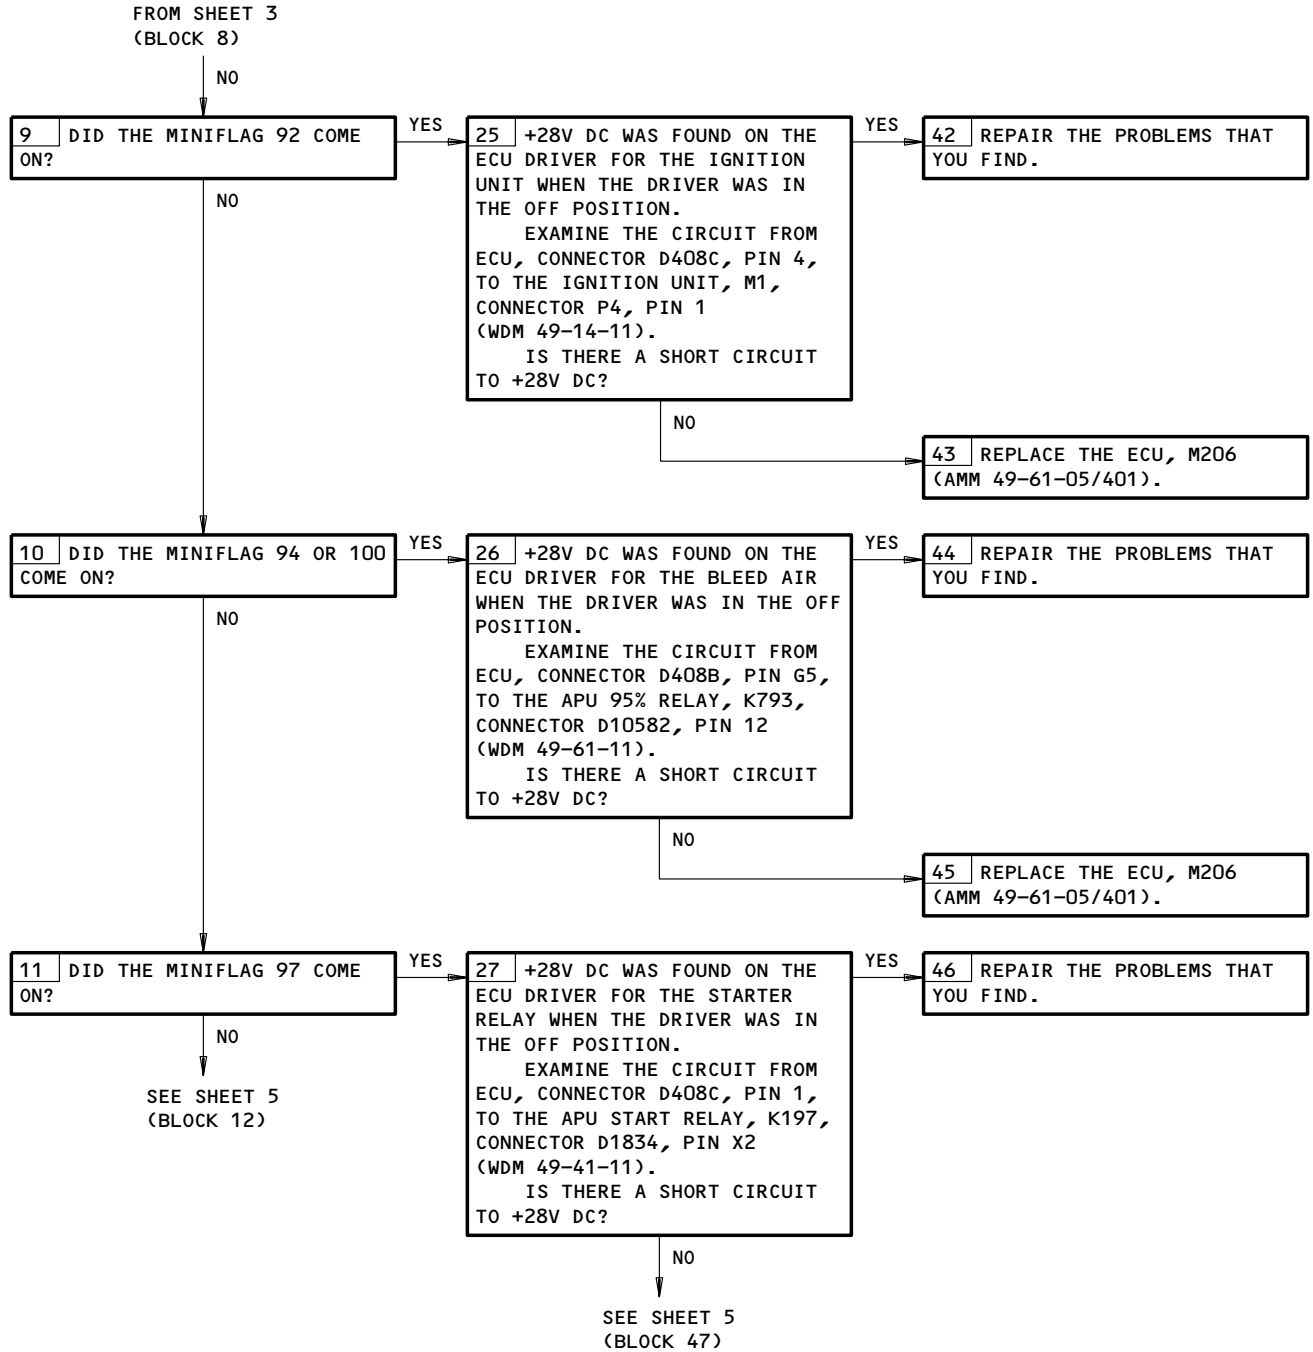 FROM SHEET 3
(BLOCK 8)
NO
9 DID THE MINIFLAG 92 COME
ON?
YES
NO
25 +28V DC WAS FOUND ON THE
ECU DRIVER FOR THE IGNITION
UNIT WHEN THE DRIVER WAS IN
THE OFF POSITION.
EXAMINE THE CIRCUIT FROM
ECU, CONNECTOR D408C, PIN 4,
TO THE IGNITION UNIT, M1,
CONNECTOR P4, PIN 1
(WDM 49-14-11).
IS THERE A SHORT CIRCUIT
TO +28V DC?
YES
42 REPAIR THE PROBLEMS THAT
YOU FIND.
NO
43 REPLACE THE ECU, M206
(AMM 49-61-05/401).
10 DID THE MINIFLAG 94 OR 100
COME ON?
YES
NO
26 +28V DC WAS FOUND ON THE
ECU DRIVER FOR THE BLEED AIR
WHEN THE DRIVER WAS IN THE OFF
POSITION.
EXAMINE THE CIRCUIT FROM
ECU, CONNECTOR D408B, PIN G5,
TO THE APU 95% RELAY, K793,
CONNECTOR D10582, PIN 12
(WDM 49-61-11).
IS THERE A SHORT CIRCUIT
TO +28V DC?
YES
44 REPAIR THE PROBLEMS THAT
YOU FIND.
NO
45 REPLACE THE ECU, M206
(AMM 49-61-05/401).
11 DID THE MINIFLAG 97 COME
ON?
YES
NO
SEE SHEET 5
(BLOCK 12)
27 +28V DC WAS FOUND ON THE
ECU DRIVER FOR THE STARTER
RELAY WHEN THE DRIVER WAS IN
THE OFF POSITION.
EXAMINE THE CIRCUIT FROM
ECU, CONNECTOR D408C, PIN 1,
TO THE APU START RELAY, K197,
CONNECTOR D1834, PIN X2
(WDM 49-41-11).
IS THERE A SHORT CIRCUIT
TO +28V DC?
YES
46 REPAIR THE PROBLEMS THAT
YOU FIND.
NO
SEE SHEET 5
(BLOCK 47)